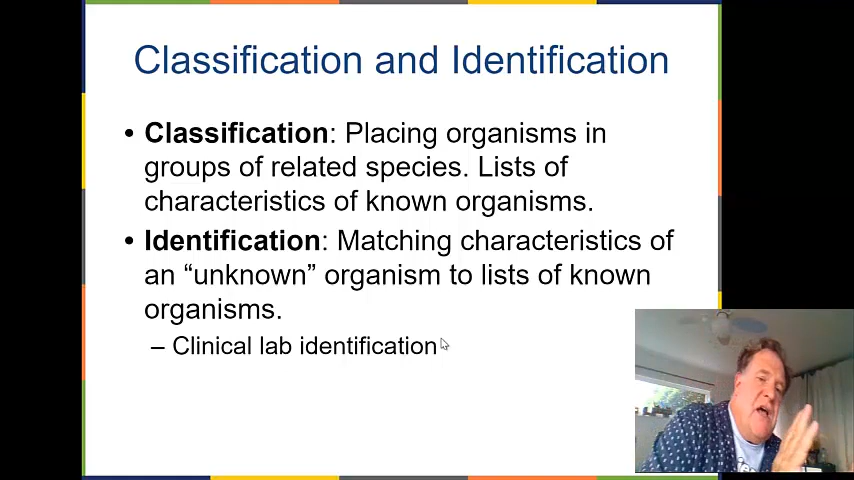 Classification and Identification
• Classification: Placing organisms in
groups of related species. Lists of
characteristics of known organisms.
• Identification: Matching characteristics of
an “unknown” organism to lists of known
organisms.
– Clinical lab identification